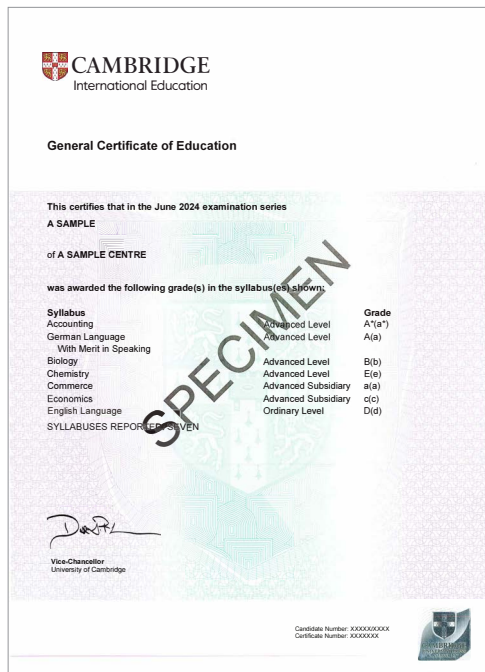 CAMBRIDGE
International Education
General Certificate of Education
This certifies that in the June 2024 examination series
A SAMPLE
of A SAMPLE CENTRE
was awarded the following grade(s) in the syllabus(es) shown:
Syllabus Grade
Accounting Advanced Level A*(a*)
German Language Advanced Level A(a)
With Merit in Speaking
Biology Advanced Level B(b)
Chemistry Advanced Level E(e)
Commerce Advanced Subsidiary a(a)
Economics Advanced Subsidiary c(c)
English Language Ordinary Level D(d)
SYLLABUSES REPORTED SEVEN
SPECIMEN
Vice-Chancellor
University of Cambridge
Candidate Number: XXXXX/XXXX
Certificate Number: XXXXXXX
CAMBRIDGE